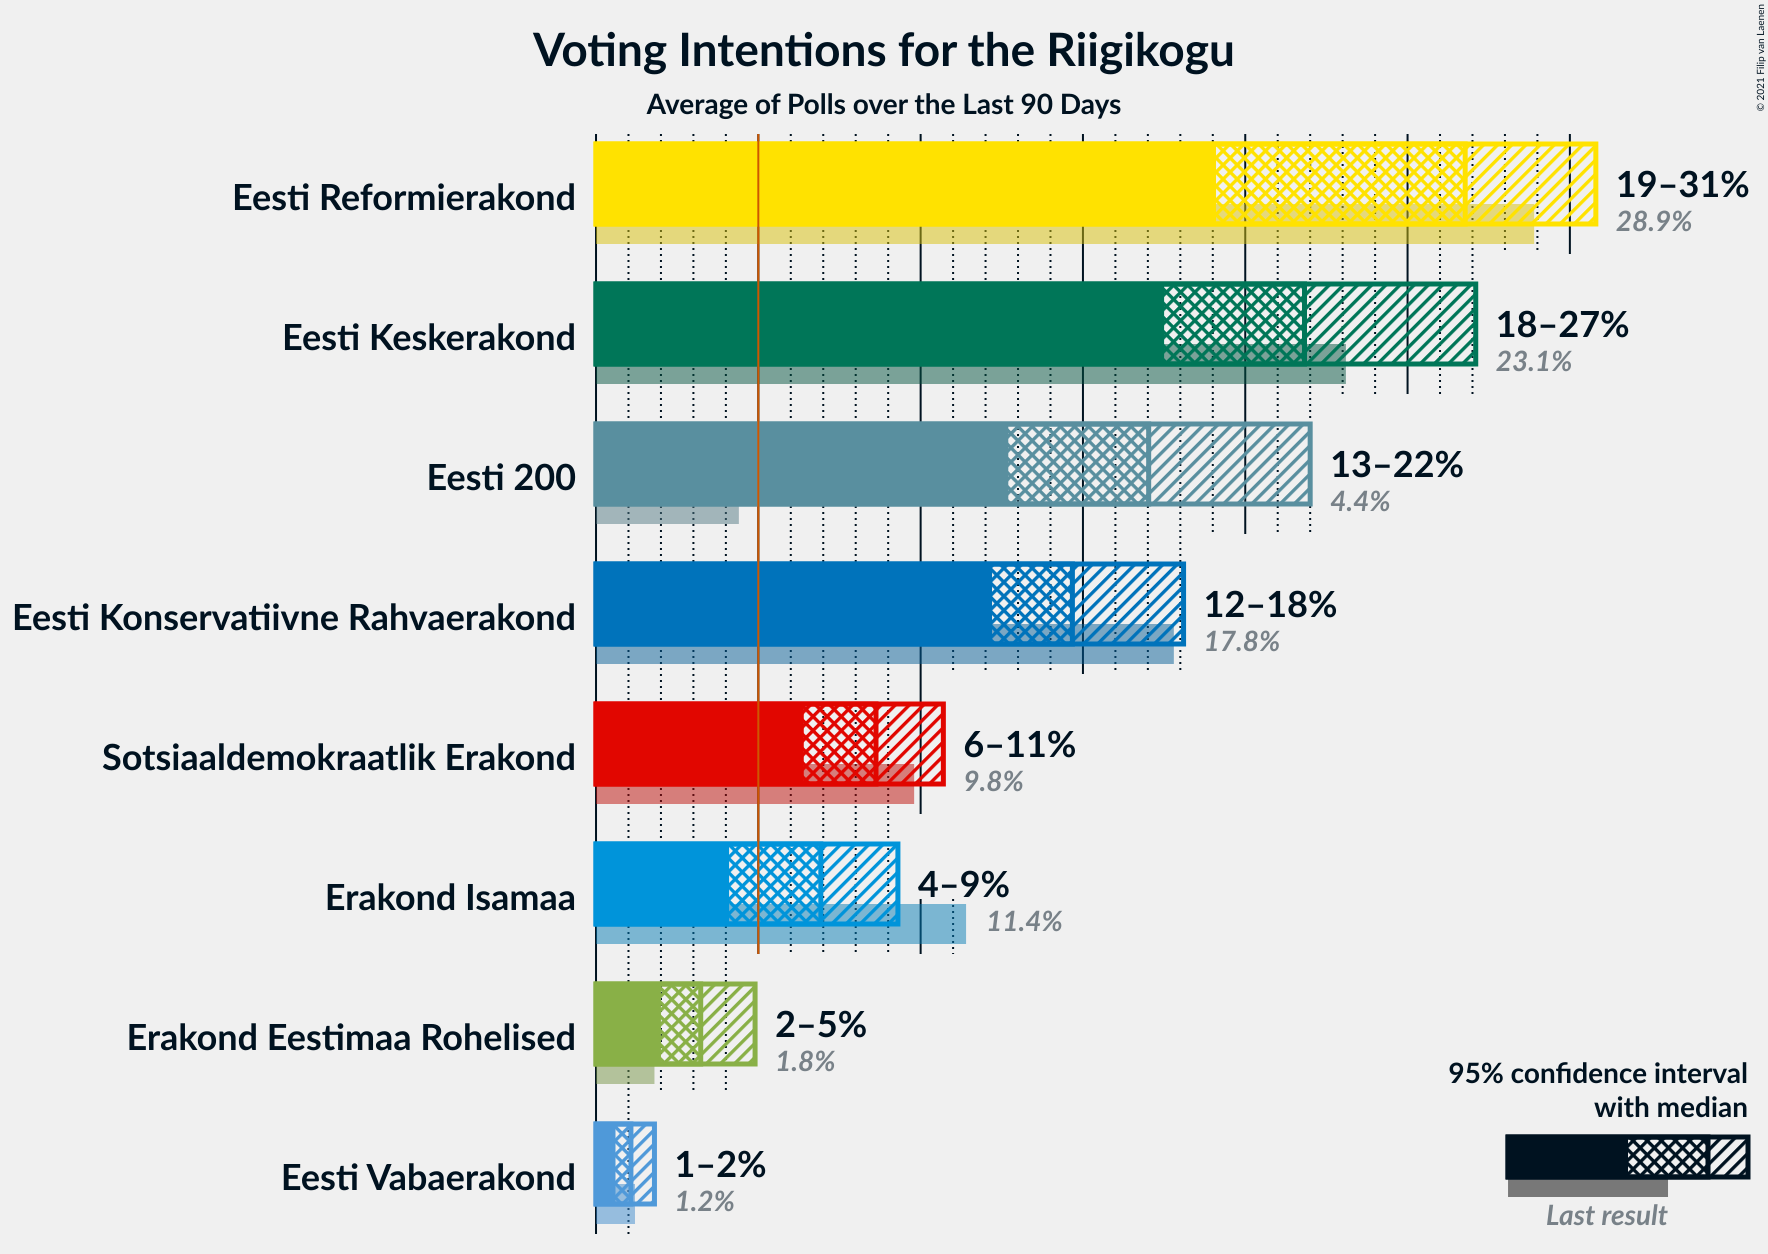 Voting Intentions for the Riigikogu
Average of Polls over the Last 90 Days
© 2021 Filip van Laenen
Eesti Reformierakond
19–31%
28.9%
Eesti Keskerakond
18–27%
23.1%
Eesti 200
13–22%
4.4%
Eesti Konservatiivne Rahvaerakond
12–18%
17.8%
Sotsiaaldemokraatlik Erakond
6–11%
9.8%
Erakond Isamaa
4–9%
11.4%
Erakond Eestimaa Rohelised
2–5%
1.8%
Eesti Vabaerakond
1–2%
1.2%
95% confidence interval
with median
Last result